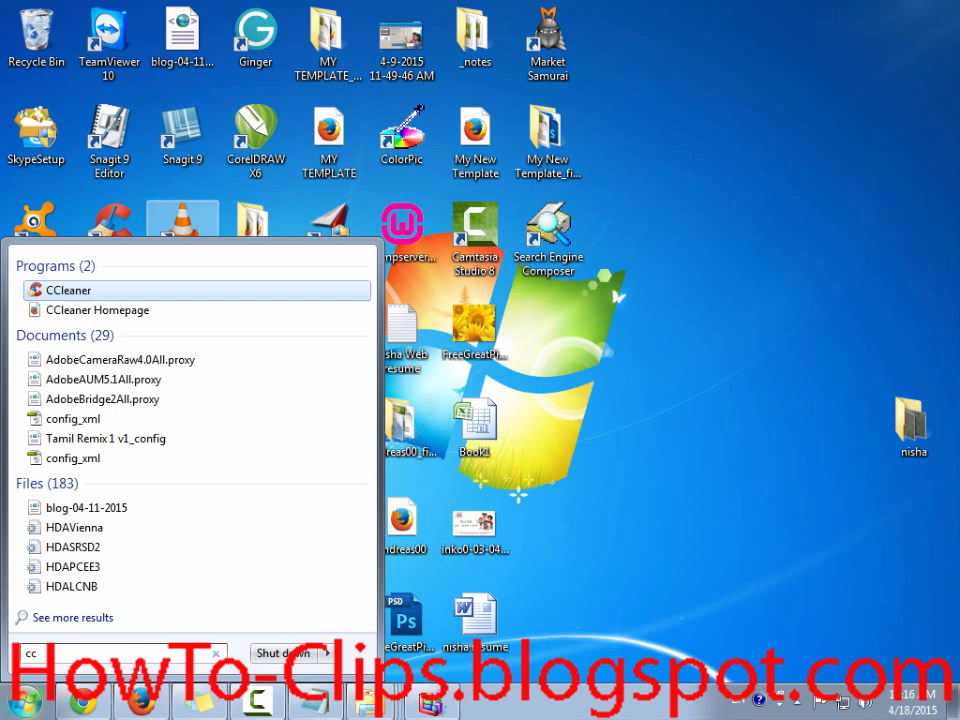 Recycle Bin
TeamViewer 10
blog-04-11...
Ginger
MY TEMPLATE_...
4-9-2015 11-49-46 AM
_notes
Market Samurai
SkypeSetup
Snagit 9 Editor
Snagit 9
CorelDRAW X6
MY TEMPLATE
ColorPic
My New Template
My New Template_fi...
mpserver...
Camtasia Studio 8
Search Engine Composer
Programs (2)
CCleaner
CCleaner Homepage
Documents (29)
AdobeCameraRaw4.0All.proxy
AdobeAUM5.1All.proxy
AdobeBridge2All.proxy
config_xml
Tamil Remix 1 v1_config
config_xml
Files (183)
blog-04-11-2015
HDAVienna
HDASRSD2
HDAPCEE3
HDALCNB
See more results
cc
Shut down
isha Web resume
FreeGreatPi...
reas00_fi...
Book1
nisha
ndreas00
inko0-03-04...
PSD
Ps
eGreatPi...
nisha resume
HowTo-Clips.blogspot.com
4/18/2015